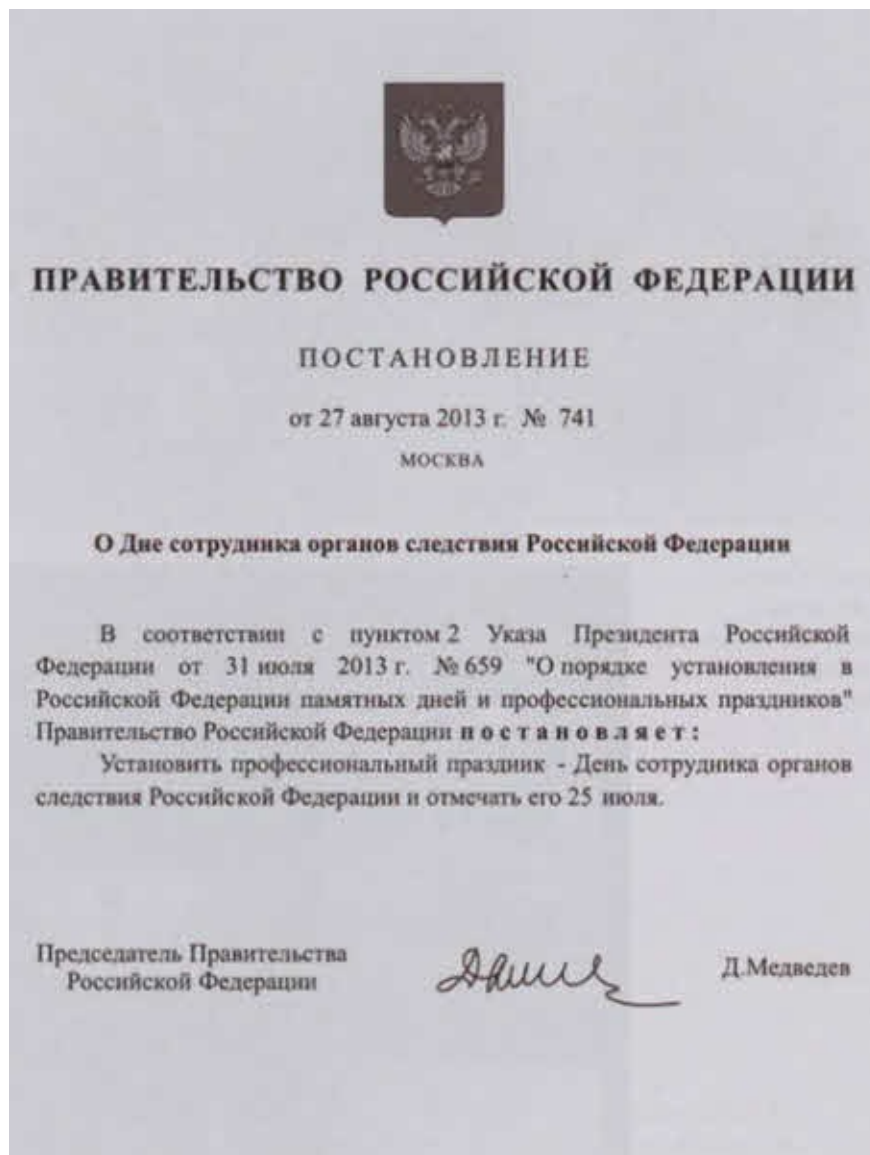 ПРАВИТЕЛЬСТВО РОССИЙСКОЙ ФЕДЕРАЦИИ
ПОСТАНОВЛЕНИЕ
от 27 августа 2013 г. № 741
МОСКВА
О Дне сотрудника органов следствия Российской Федерации
В соответствии с пунктом 2 Указа Президента Российской
Федерации от 31 июля 2013 г. № 659 "О порядке установления в
Российской Федерации памятных дней и профессиональных праздников"
Правительство Российской Федерации п о с т а н о в л я е т :
Установить профессиональный праздник - День сотрудника органов
следствия Российской Федерации и отмечать его 25 июля.
Председатель Правительства
Российской Федерации
Д.Медведев